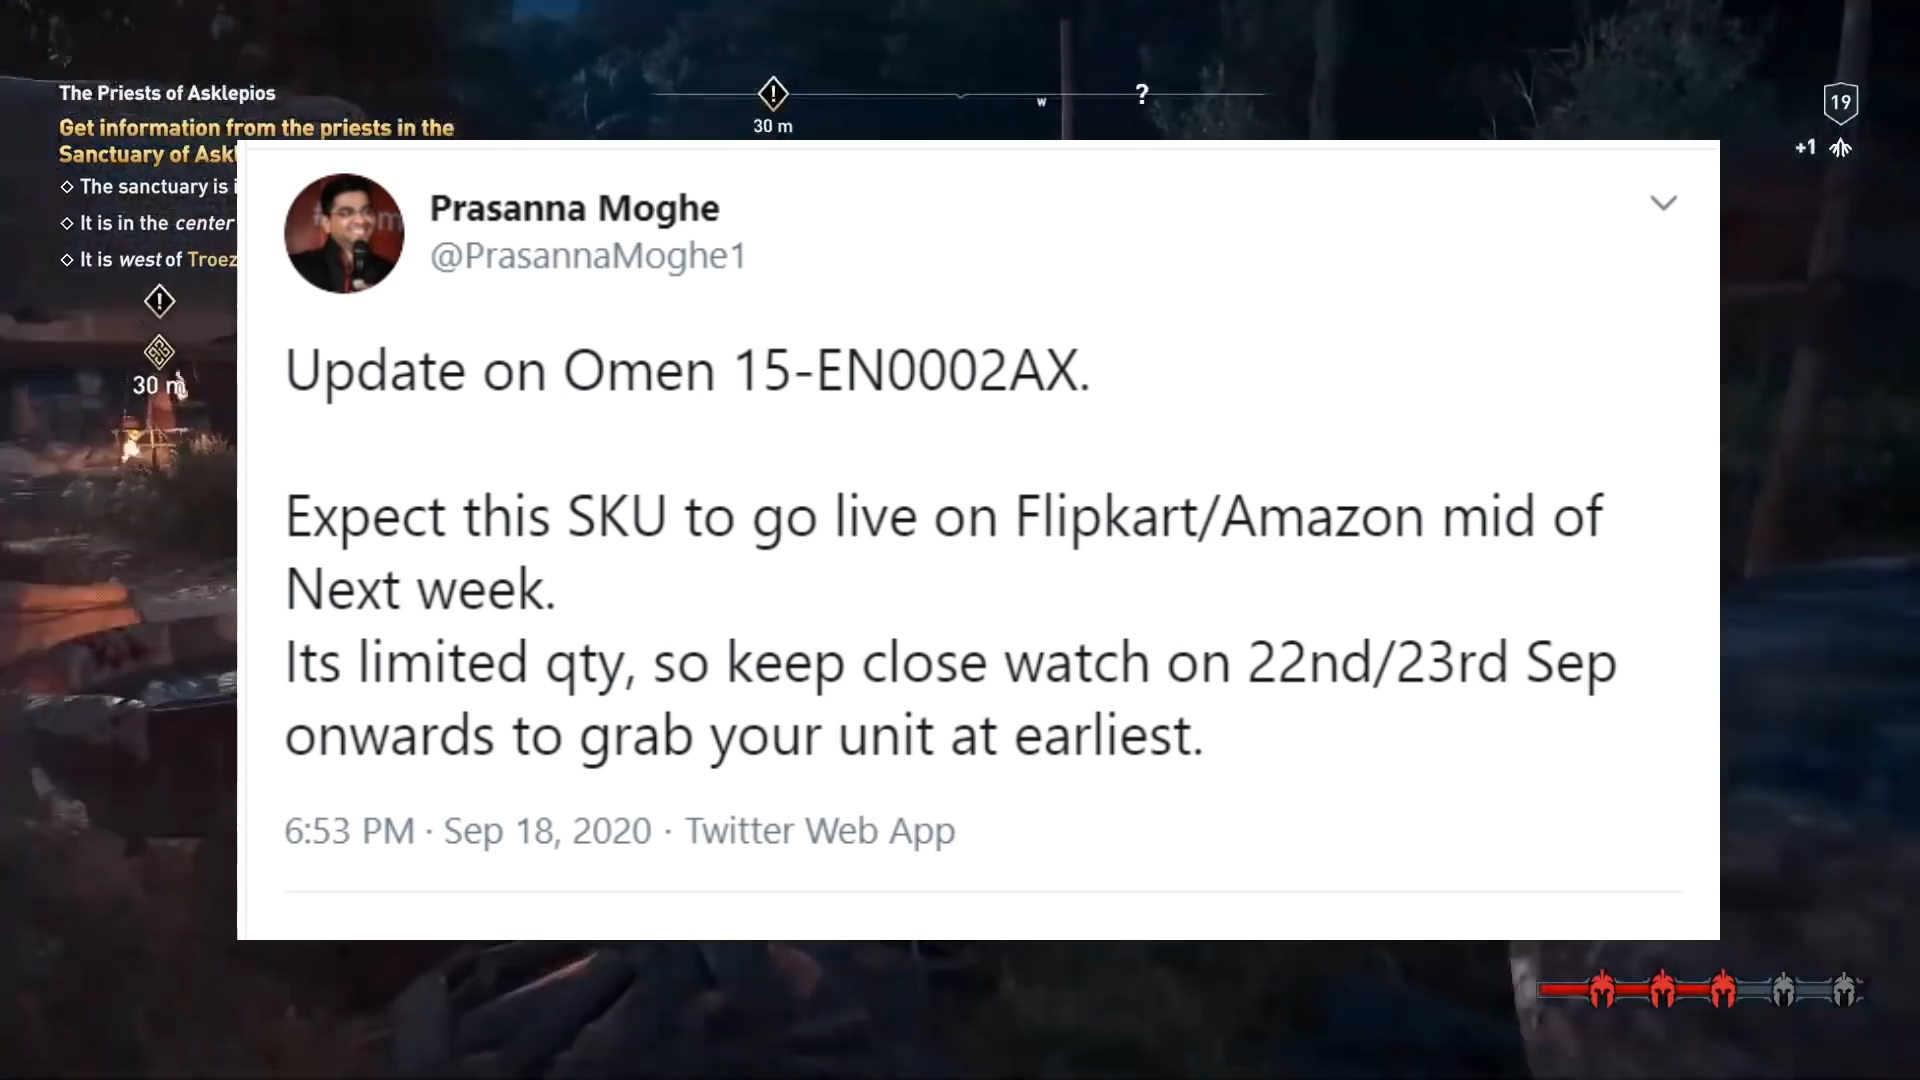 The Priests of Asklepios
Get information from the priests in the
Sanctuary of Askl
The sanctuary is i
It is in the center
It is west of Troez
30 m
30 m
W
?
19
+1
Prasanna Moghe
@PrasannaMoghe1
Update on Omen 15-EN0002AX.
Expect this SKU to go live on Flipkart/Amazon mid of
Next week.
Its limited qty, so keep close watch on 22nd/23rd Sep
onwards to grab your unit at earliest.
6:53 PM · Sep 18, 2020 · Twitter Web App